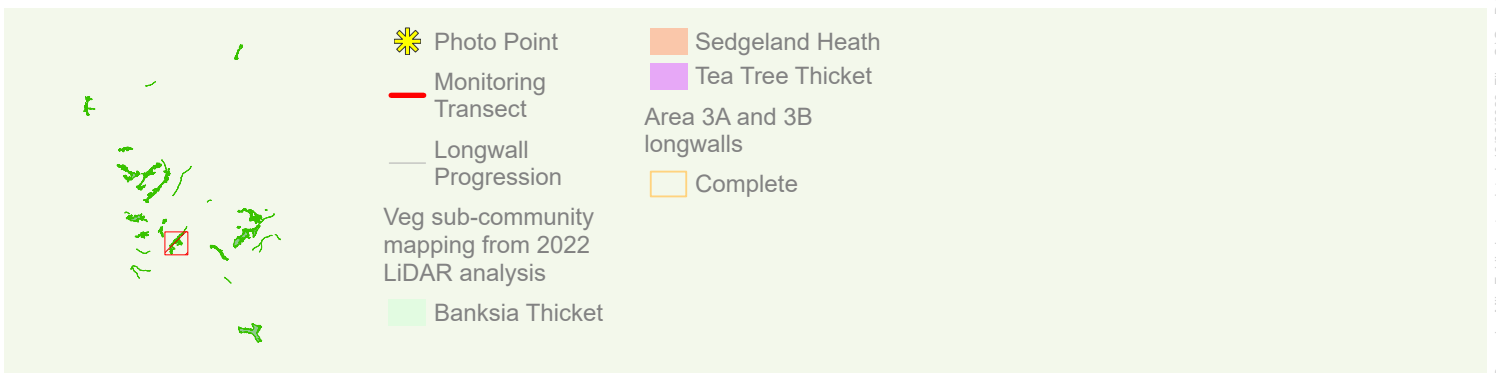 Photo Point
Monitoring
Transect
Longwall
Progression
Veg sub-community
mapping from 2022
LiDAR analysis
Banksia Thicket
Sedgeland Heath
Tea Tree Thicket
Area 3A and 3B
longwalls
Complete